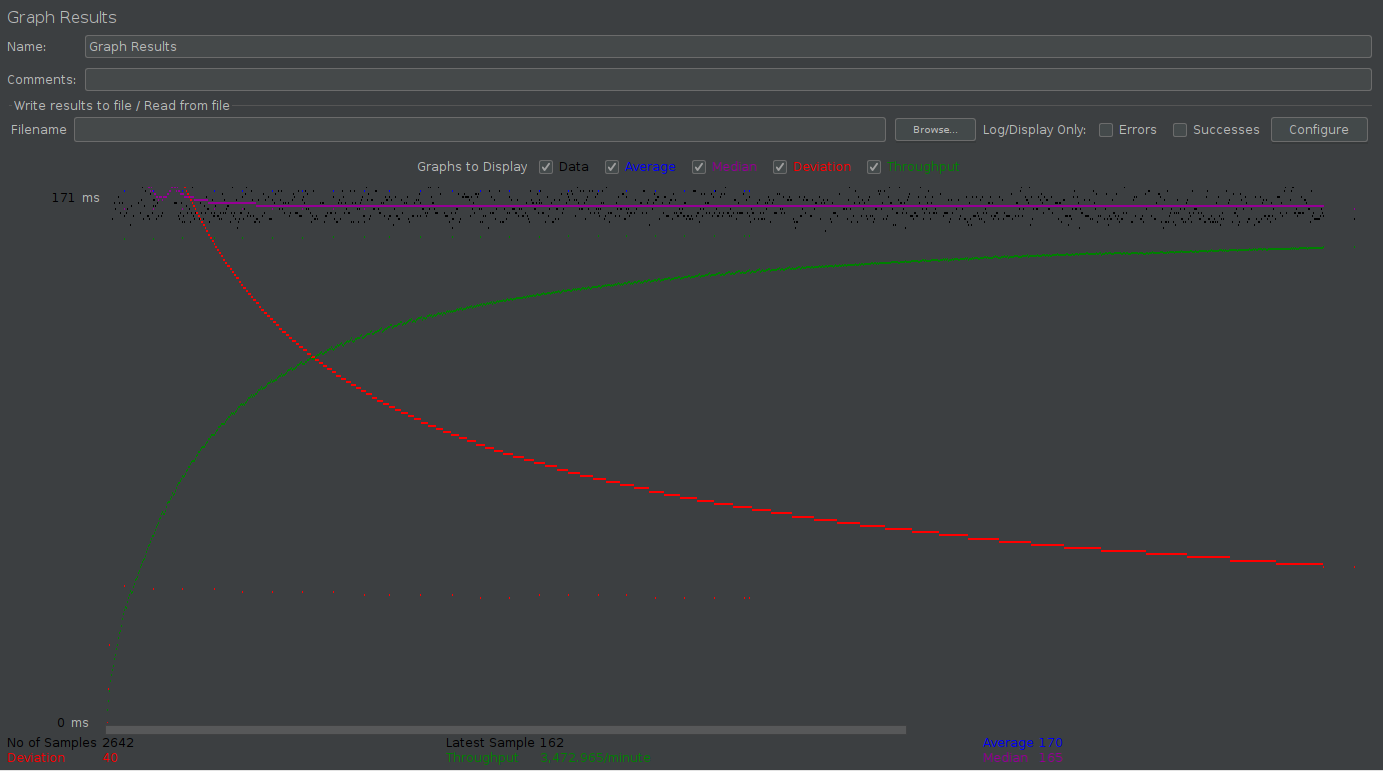 Graph Results
Name: Graph Results
Comments:
Write results to file / Read from file
Filename Browse... Log/Display Only: Errors Successes Configure
Graphs to Display Data Average Median Deviation Throughput
171 ms
0 ms
No of Samples 2642 Latest Sample 162 Average 170
Deviation 40 Throughput 3,472.965/minute Median